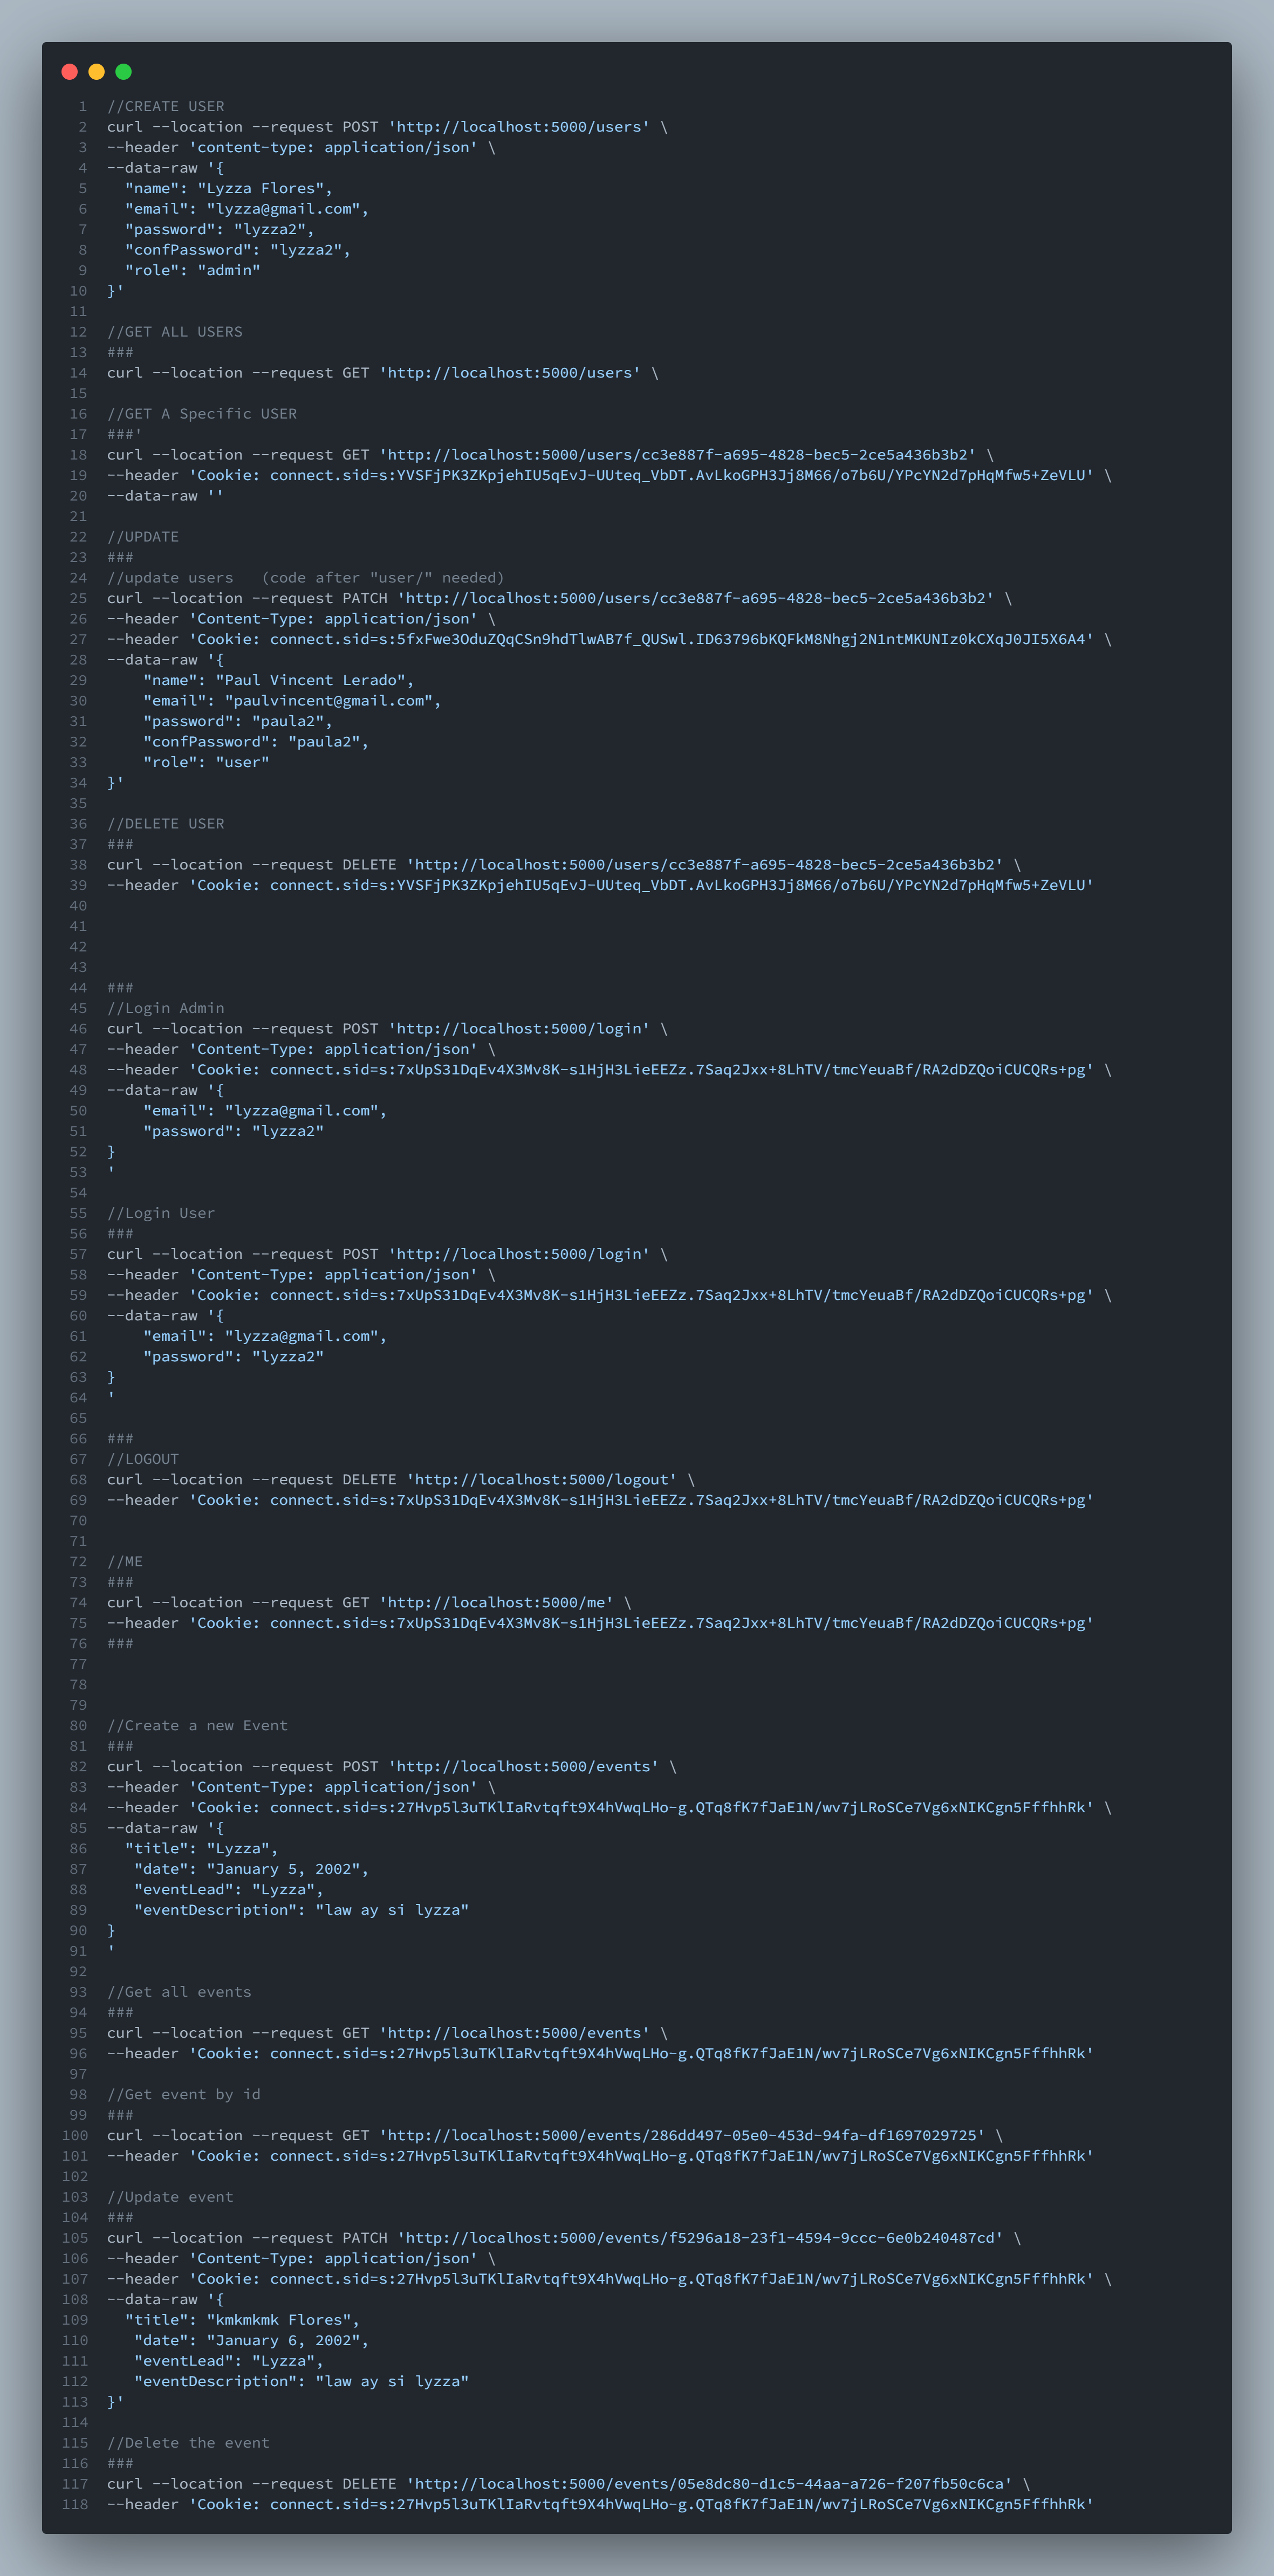 1 //CREATE USER
2 curl --location --request POST 'http://localhost:5000/users' \
3 --header 'content-type: application/json' \
4 --data-raw '{
5 "name": "Lyzza Flores",
6 "email": "lyzza@gmail.com",
7 "password": "lyzza2",
8 "confPassword": "lyzza2",
9 "role": "admin"
10 }'
11
12 //GET ALL USERS
13 ###
14 curl --location --request GET 'http://localhost:5000/users' \
15
16 //GET A Specific USER
17 ###'
18 curl --location --request GET 'http://localhost:5000/users/cc3e887f-a695-4828-bec5-2ce5a436b3b2' \
19 --header 'Cookie: connect.sid=s:YVSFjPK3ZKpjehIU5qEvJ-UUteq_VbDT.AvLkoGPH3Jj8M66/o7b6U/YPcYN2d7pHqMfw5+ZeVLU' \
20 --data-raw ''
21
22 //UPDATE
23 ###
24 //update users (code after "user/" needed)
25 curl --location --request PATCH 'http://localhost:5000/users/cc3e887f-a695-4828-bec5-2ce5a436b3b2' \
26 --header 'Content-Type: application/json' \
27 --header 'Cookie: connect.sid=s:5fxFwe3OduZQqCSn9hdTlwAB7f_QUSwl.ID63796bKQFkM8Nhgj2N1ntMKUNIz0kCXqJ0JI5X6A4' \
28 --data-raw '{
29 "name": "Paul Vincent Lerado",
30 "email": "paulvincent@gmail.com",
31 "password": "paula2",
32 "confPassword": "paula2",
33 "role": "user"
34 }'
35
36 //DELETE USER
37 ###
38 curl --location --request DELETE 'http://localhost:5000/users/cc3e887f-a695-4828-bec5-2ce5a436b3b2' \
39 --header 'Cookie: connect.sid=s:YVSFjPK3ZKpjehIU5qEvJ-UUteq_VbDT.AvLkoGPH3Jj8M66/o7b6U/YPcYN2d7pHqMfw5+ZeVLU'
40
41
42
43
44 ###
45 //Login Admin
46 curl --location --request POST 'http://localhost:5000/login' \
47 --header 'Content-Type: application/json' \
48 --header 'Cookie: connect.sid=s:7xUpS31DqEv4X3Mv8K-s1HjH3LieEEZz.7Saq2Jxx+8LhTV/tmcYeuaBf/RA2dDZQoiCUCQRs+pg' \
49 --data-raw '{
50 "email": "lyzza@gmail.com",
51 "password": "lyzza2"
52 }
53 '
54
55 //Login User
56 ###
57 curl --location --request POST 'http://localhost:5000/login' \
58 --header 'Content-Type: application/json' \
59 --header 'Cookie: connect.sid=s:7xUpS31DqEv4X3Mv8K-s1HjH3LieEEZz.7Saq2Jxx+8LhTV/tmcYeuaBf/RA2dDZQoiCUCQRs+pg' \
60 --data-raw '{
61 "email": "lyzza@gmail.com",
62 "password": "lyzza2"
63 }
64 '
65
66 ###
67 //LOGOUT
68 curl --location --request DELETE 'http://localhost:5000/logout' \
69 --header 'Cookie: connect.sid=s:7xUpS31DqEv4X3Mv8K-s1HjH3LieEEZz.7Saq2Jxx+8LhTV/tmcYeuaBf/RA2dDZQoiCUCQRs+pg'
70
71
72 //ME
73 ###
74 curl --location --request GET 'http://localhost:5000/me' \
75 --header 'Cookie: connect.sid=s:7xUpS31DqEv4X3Mv8K-s1HjH3LieEEZz.7Saq2Jxx+8LhTV/tmcYeuaBf/RA2dDZQoiCUCQRs+pg'
76 ###
77
78
79
80 //Create a new Event
81 ###
82 curl --location --request POST 'http://localhost:5000/events' \
83 --header 'Content-Type: application/json' \
84 --header 'Cookie: connect.sid=s:27Hvp5l3uTKlIaRvtqft9X4hVwqLHo-g.QTq8fK7fJaE1N/wv7jLRoSCe7Vg6xNIKCgn5FffhhRk' \
85 --data-raw '{
86 "title": "Lyzza",
87 "date": "January 5, 2002",
88 "eventLead": "Lyzza",
89 "eventDescription": "law ay si lyzza"
90 }
91 '
92
93 //Get all events
94 ###
95 curl --location --request GET 'http://localhost:5000/events' \
96 --header 'Cookie: connect.sid=s:27Hvp5l3uTKlIaRvtqft9X4hVwqLHo-g.QTq8fK7fJaE1N/wv7jLRoSCe7Vg6xNIKCgn5FffhhRk'
97
98 //Get event by id
99 ###
100 curl --location --request GET 'http://localhost:5000/events/286dd497-05e0-453d-94fa-df1697029725' \
101 --header 'Cookie: connect.sid=s:27Hvp5l3uTKlIaRvtqft9X4hVwqLHo-g.QTq8fK7fJaE1N/wv7jLRoSCe7Vg6xNIKCgn5FffhhRk'
102
103 //Update event
104 ###
105 curl --location --request PATCH 'http://localhost:5000/events/f5296a18-23f1-4594-9ccc-6e0b240487cd' \
106 --header 'Content-Type: application/json' \
107 --header 'Cookie: connect.sid=s:27Hvp5l3uTKlIaRvtqft9X4hVwqLHo-g.QTq8fK7fJaE1N/wv7jLRoSCe7Vg6xNIKCgn5FffhhRk' \
108 --data-raw '{
109 "title": "kmkmkmk Flores",
110 "date": "January 6, 2002",
111 "eventLead": "Lyzza",
112 "eventDescription": "law ay si lyzza"
113 }'
114
115 //Delete the event
116 ###
117 curl --location --request DELETE 'http://localhost:5000/events/05e8dc80-d1c5-44aa-a726-f207fb50c6ca' \
118 --header 'Cookie: connect.sid=s:27Hvp5l3uTKlIaRvtqft9X4hVwqLHo-g.QTq8fK7fJaE1N/wv7jLRoSCe7Vg6xNIKCgn5FffhhRk'